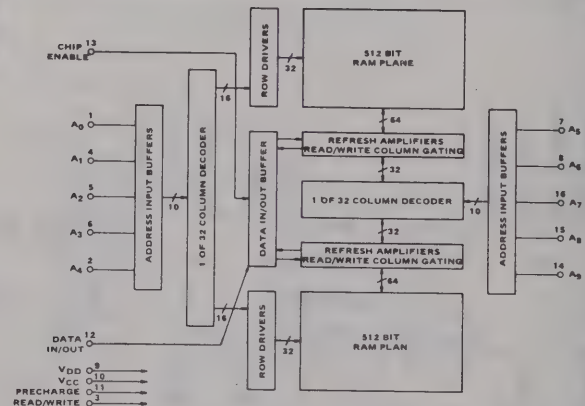 CHIP ENABLE 13
A0 1
A1 4
A2 5
A3 6
A4 2
DATA IN/OUT 12
VDD 9
VCC 10
PRECHARGE 11
READ/WRITE 3
ADDRESS INPUT BUFFERS
10
1 OF 32 COLUMN DECODER
16
16
ROW DRIVERS
32
512 BIT
RAM PLANE
64
DATA IN/OUT BUFFER
REFRESH AMPLIFIERS
READ/WRITE COLUMN GATING
32
1 OF 32 COLUMN DECODER
10
32
REFRESH AMPLIFIERS
READ/WRITE COLUMN GATING
64
ROW DRIVERS
32
512 BIT
RAM PLAN
ADDRESS INPUT BUFFERS
7 A5
8 A6
16 A7
15 A8
14 A9